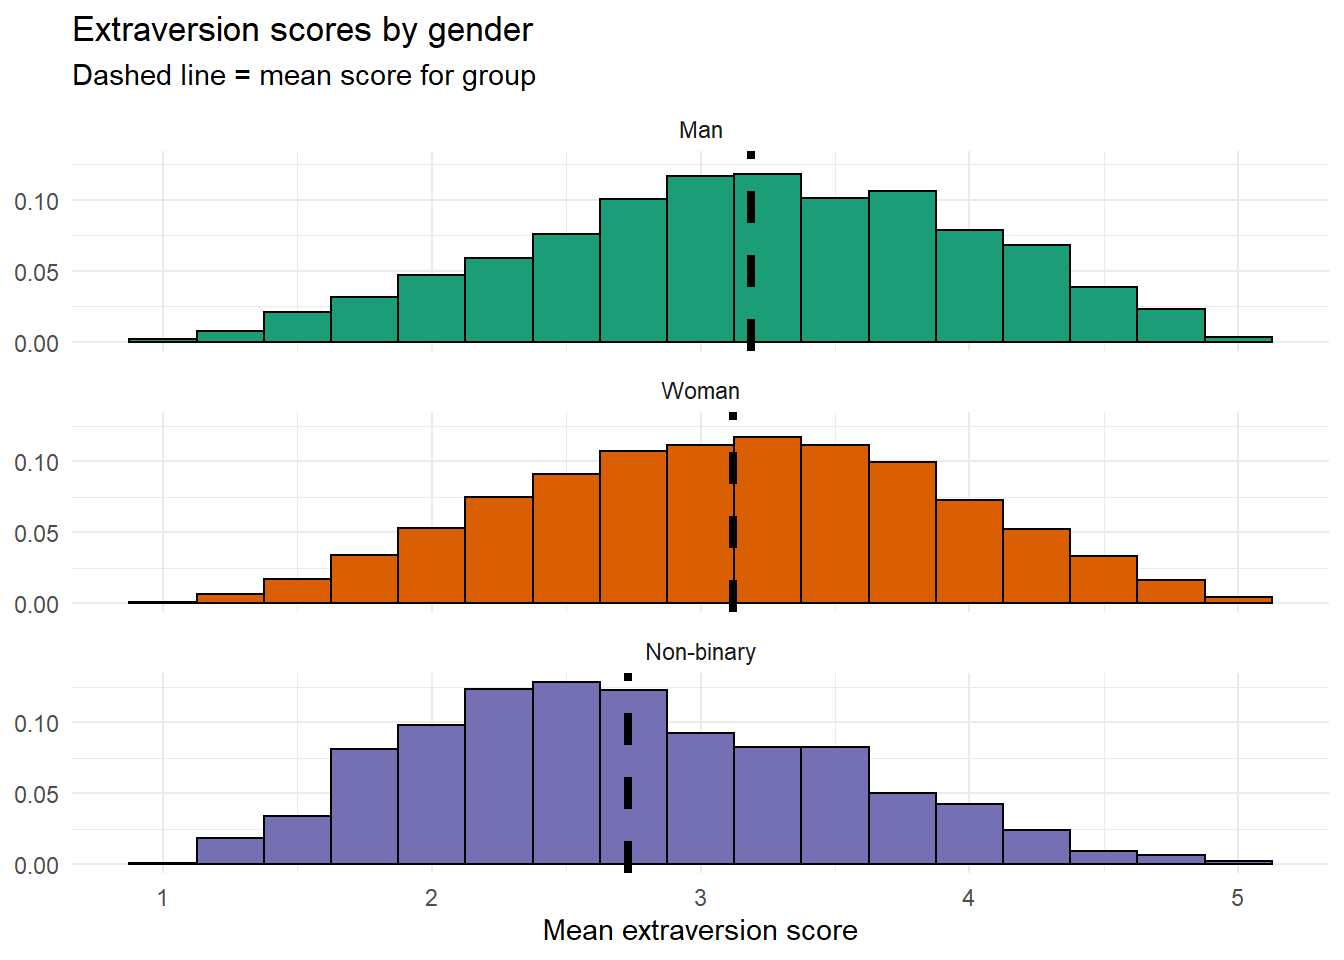 Extraversion scores by gender
Dashed line = mean score for group
Man
0.10
0.05
0.00
Woman
0.10
0.05
0.00
Non-binary
0.10
0.05
0.00
1 2 3 4 5
Mean extraversion score